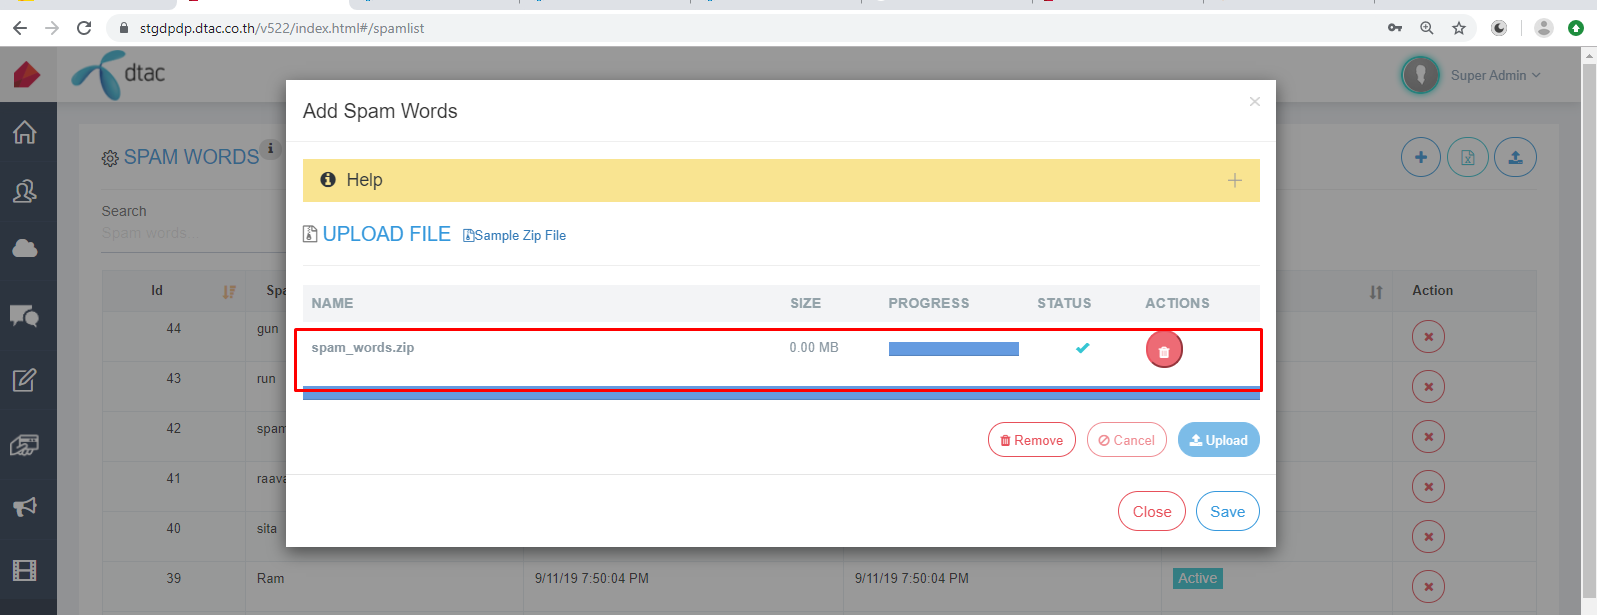 stgdpdp.dtac.co.th/v522/index.html#/spamlist
dtac
Super Admin
Add Spam Words
SPAM WORDS
Help
Search
Spam words
UPLOAD FILE Sample Zip File
Id Action
NAME SIZE PROGRESS STATUS ACTIONS
44 gun
spam_words.zip 0.00 MB
43 run
42 spam
Remove Cancel Upload
41
40 sita
Close Save
39 Ram 9/11/19 7:50:04 PM 9/11/19 7:50:04 PM Active